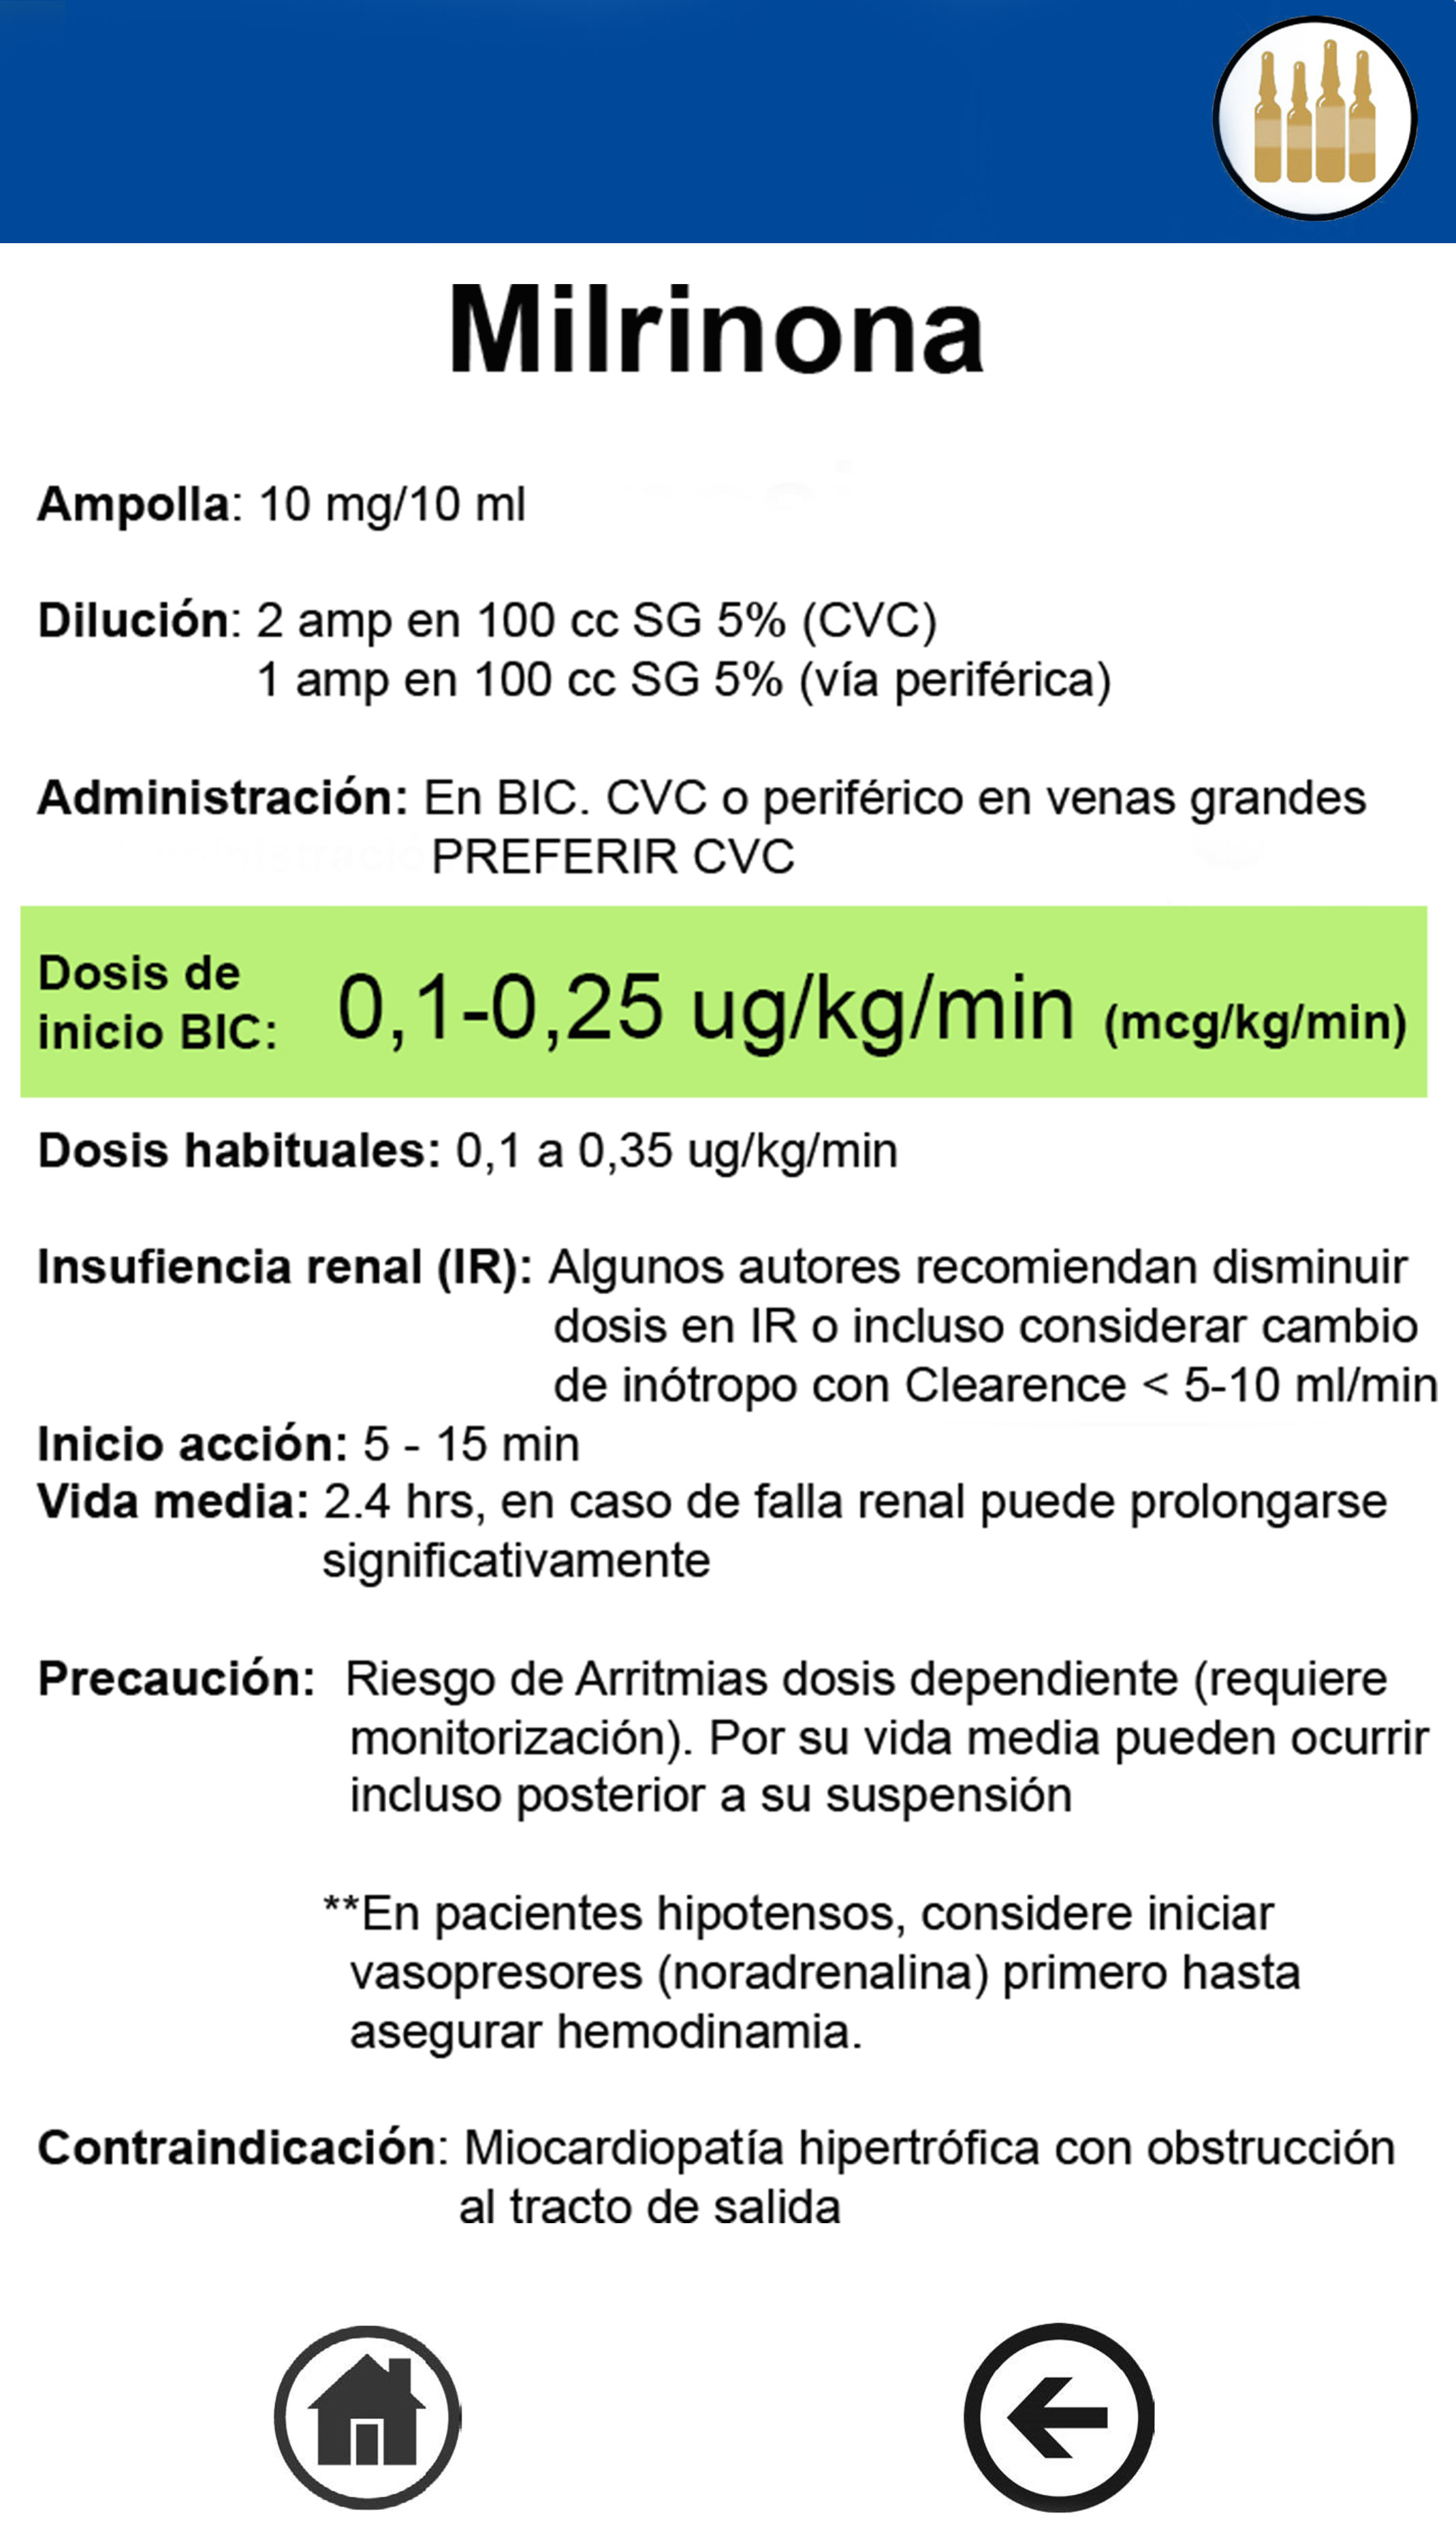 Milrinona
Ampolla: 10 mg/10 ml
Dilución: 2 amp en 100 cc SG 5% (CVC)
1 amp en 100 cc SG 5% (vía periférica)
Administración: En BIC. CVC o periférico en venas grandes
PREFERIR CVC
Dosis de
inicio BIC: 0,1-0,25 ug/kg/min (mcg/kg/min)
Dosis habituales: 0,1 a 0,35 ug/kg/min
Insufiencia renal (IR): Algunos autores recomiendan disminuir
dosis en IR o incluso considerar cambio
de inótropo con Clearence < 5-10 ml/min
Inicio acción: 5 - 15 min
Vida media: 2.4 hrs, en caso de falla renal puede prolongarse
significativamente
Precaución: Riesgo de Arritmias dosis dependiente (requiere
monitorización). Por su vida media pueden ocurrir
incluso posterior a su suspensión
**En pacientes hipotensos, considere iniciar
vasopresores (noradrenalina) primero hasta
asegurar hemodinamia.
Contraindicación: Miocardiopatía hipertrófica con obstrucción
al tracto de salida